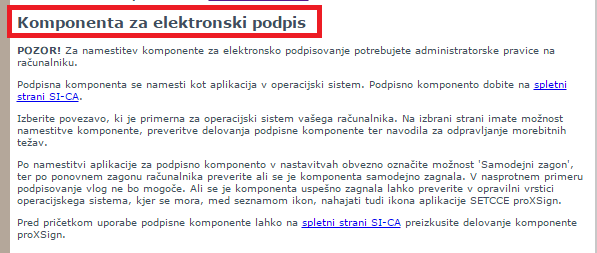 Komponenta za elektronski podpis
POZOR! Za namestitev komponente za elektronsko podpisovanje potrebujete administratorske pravice na
računalniku.
Podpisna komponenta se namesti kot aplikacija v operacijski sistem. Podpisno komponento dobite na spletni
strani SI-CA.
Izberite povezavo, ki je primerna za operacijski sistem vašega računalnika. Na izbrani strani imate možnost
namestitve komponente, preveritve delovanja podpisne komponente ter navodila za odpravljanje morebitnih
težav.
Po namestitvi aplikacije za podpisno komponento v nastavitvah obvezno označite možnost 'Samodejni zagon',
ter po ponovnem zagonu računalnika preverite ali se je komponenta samodejno zagnala. V nasprotnem primeru
podpisovanje vlog ne bo mogoče. Ali se je komponenta uspešno zagnala lahko preverite v opravilni vrstici
operacijskega sistema, kjer se mora, med seznamom ikon, nahajati tudi ikona aplikacije SETCCE proXSign.
Pred pričetkom uporabe podpisne komponente lahko na spletni strani SI-CA preizkusite delovanje komponente
proXSign.